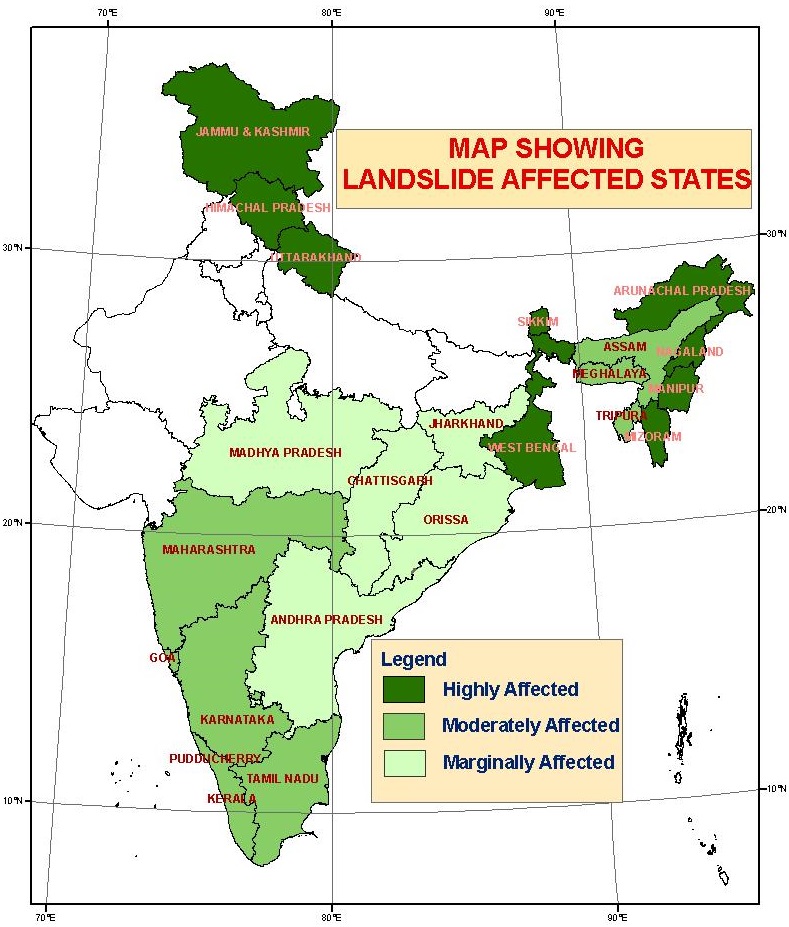 70°E 80°E 90°E
JAMMU & KASHMIR
MAP SHOWING
LANDSLIDE AFFECTED STATES
HIMACHAL PRADESH
30°N 30°N
UTTARAKHAND
ARUNACHAL PRADESH
SIKKIM
ASSAM
NAGALAND
MEGHALAYA
MANIPUR
TRIPURA
JHARKHAND
MIZORAM
WEST BENGAL
MADHYA PRADESH
CHATTISGARH
20°N 20°N
ORISSA
MAHARASHTRA
ANDHRA PRADESH
GOA
Legend
Highly Affected
KARNATAKA
Moderately Affected
PUDDUCHERRY
Marginally Affected
TAMIL NADU
10°N 10°N
KERALA
70°E 80°E 90°E